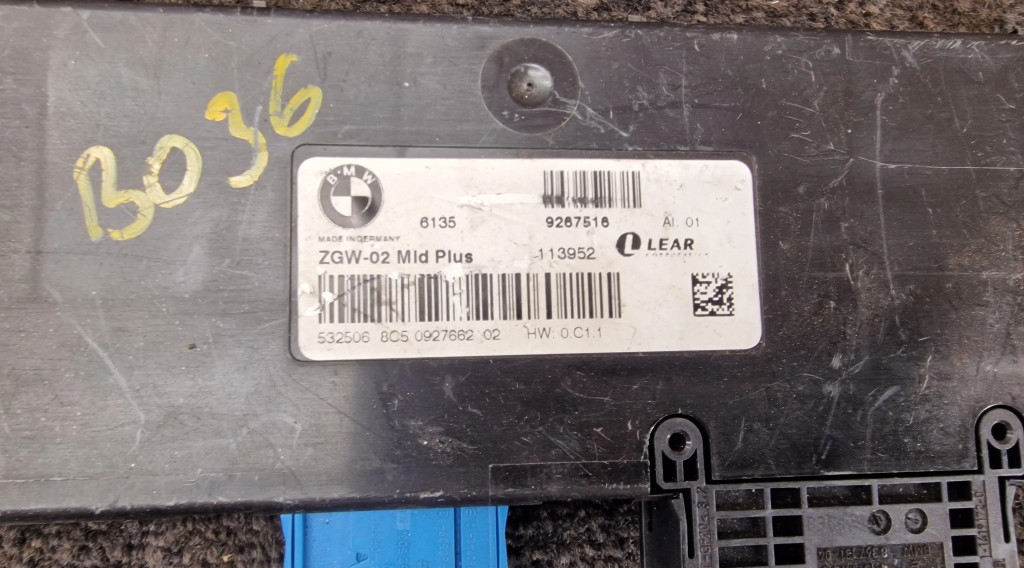 B036
BMW
6135 9267516 AI. 01
MADE IN GERMANY
ZGW-02 Mid Plus 113952 LEAR
CORPORATION
532506 8C5 0927662 02 HW: 0.C1.1